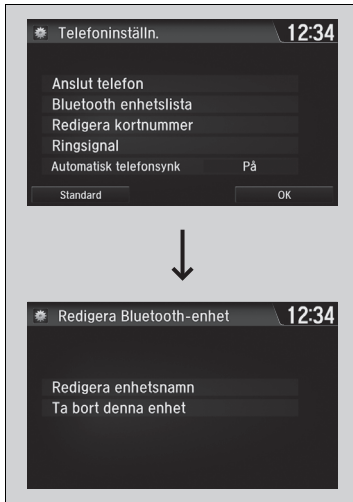 Telefoninställn.
12:34
Anslut telefon
Bluetooth enhetslista
Redigera kortnummer
Ringsignal
Automatisk telefonsynk På
Standard OK
Redigera Bluetooth-enhet
12:34
Redigera enhetsnamn
Ta bort denna enhet